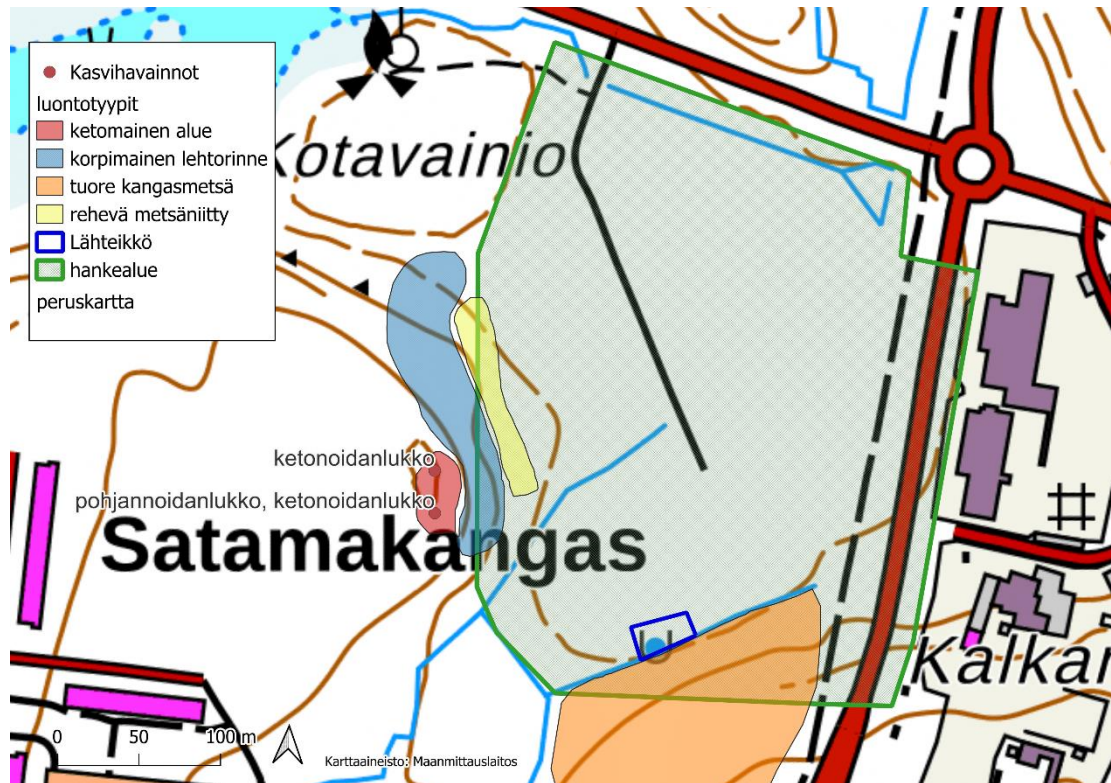 Kasvihavainnot
luontotyypit
ketomainen alue
korpimainen lehtorinne
tuore kangasmetsä
rehevä metsäniitty
Lähteikkö
hankealue
peruskartta
Kotavainio
ketonoidanlukko
pohjannoidanlukko, ketonoidanlukko
Satamakangas
U
Kalkan
0 50 100 m
Karttaaineisto: Maanmittauslaitos